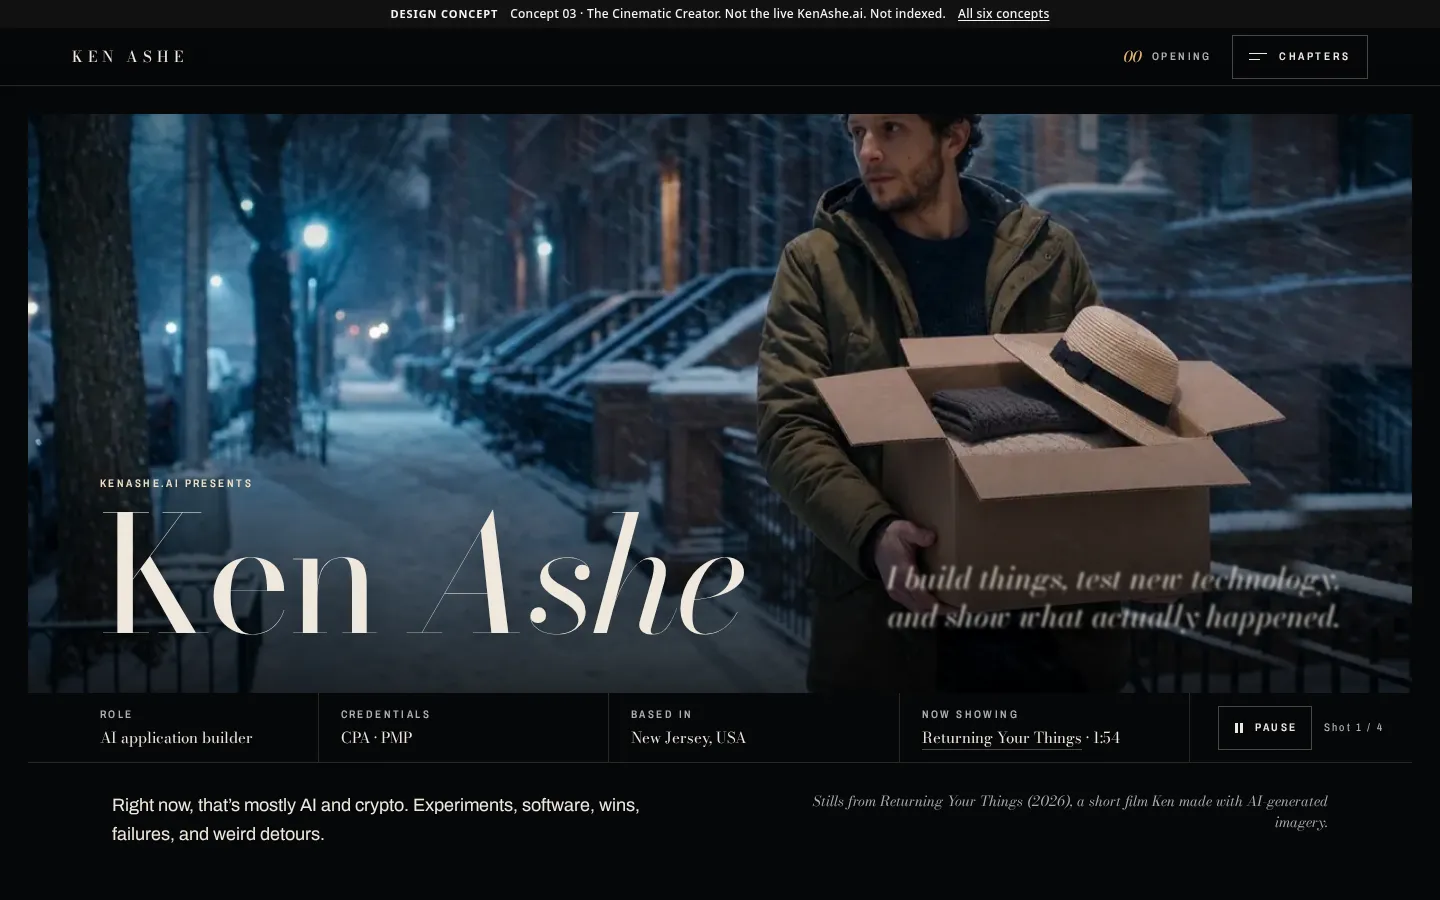 DESIGN CONCEPT Concept 03 · The Cinematic Creator. Not the live KenAshe.ai. Not indexed. All six concepts
KEN ASHE
00 OPENING
CHAPTERS
KENASHE.AI PRESENTS
Ken Ashe
I build things, test new technology,
and show what actually happened.
ROLE
AI application builder
CREDENTIALS
CPA · PMP
BASED IN
New Jersey, USA
NOW SHOWING
Returning Your Things · 1:54
PAUSE
Shot 1 / 4
Right now, that’s mostly AI and crypto. Experiments, software, wins,
failures, and weird detours.
Stills from Returning Your Things (2026), a short film Ken made with AI-generated
imagery.